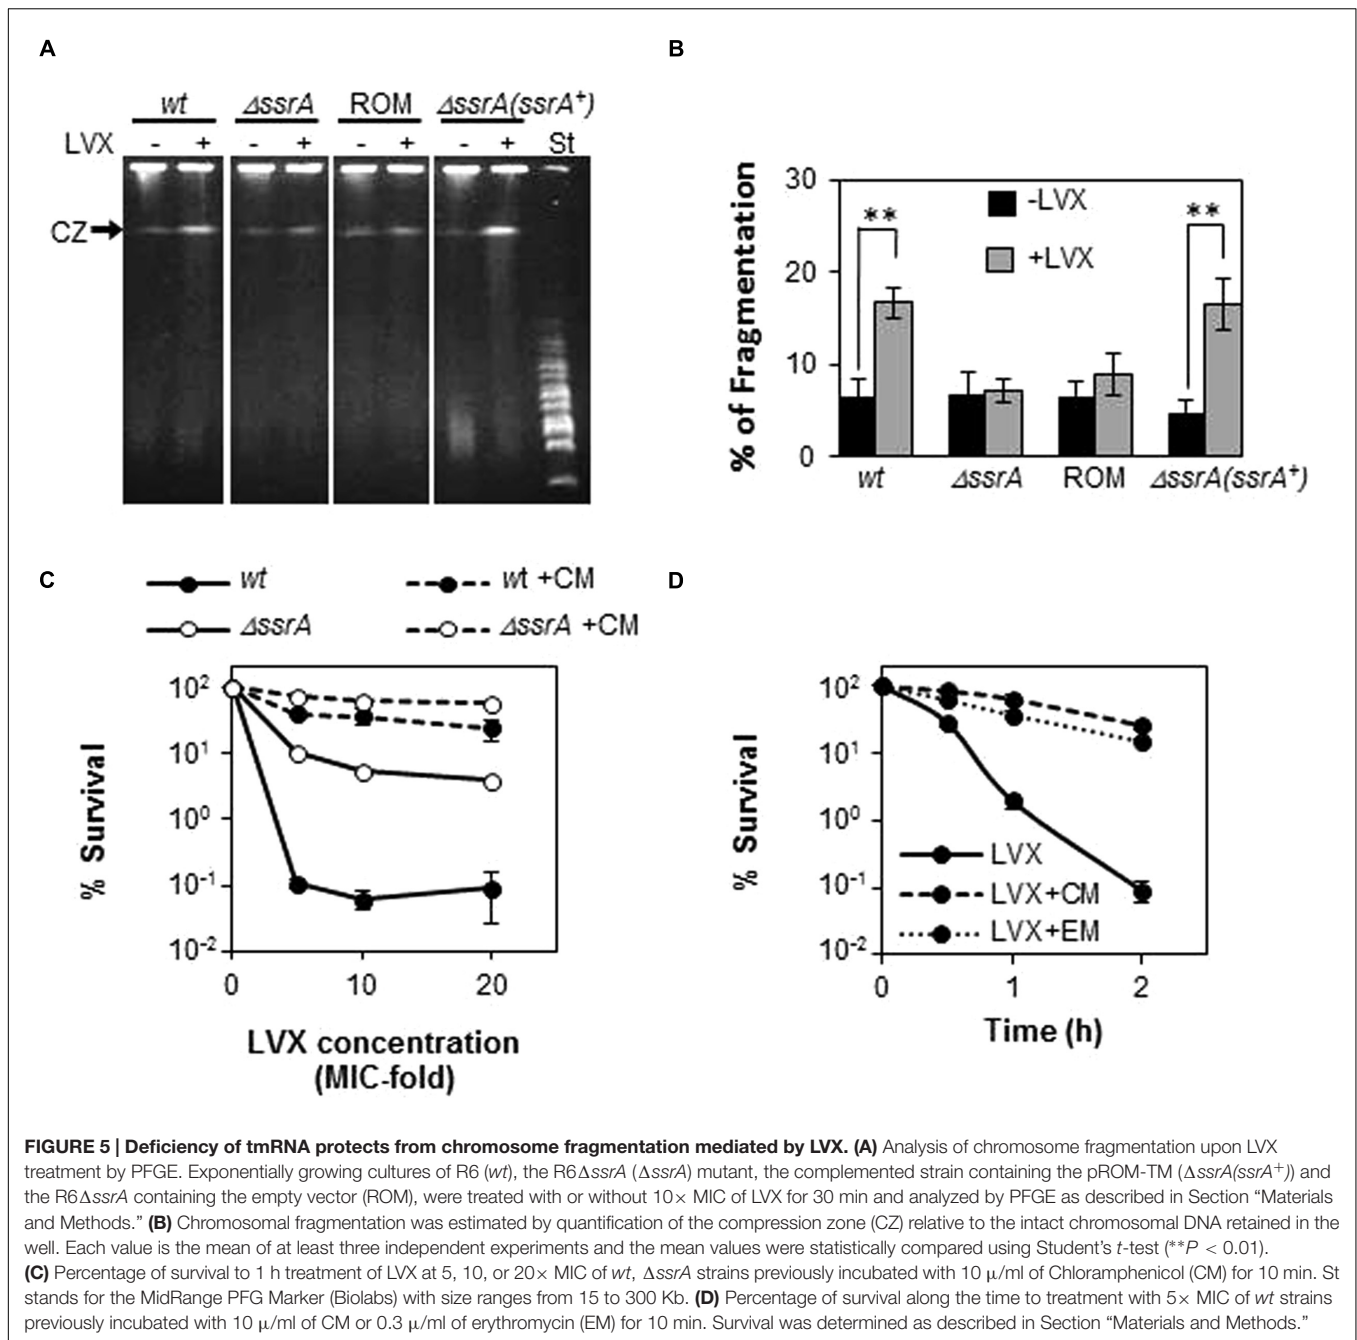 A
wt ΔssrA ROM ΔssrA(ssrA⁺)
LVX - + - + - + - + St
CZ
B
% of Fragmentation
30
20
10
0
-LVX
+LVX
** **
wt ΔssrA ROM ΔssrA(ssrA⁺)
C
wt wt +CM
ΔssrA ΔssrA +CM
% Survival
10²
10¹
10⁰
10⁻¹
10⁻²
0 10 20
LVX concentration
(MIC-fold)
D
% Survival
10²
10¹
10⁰
10⁻¹
10⁻²
LVX
LVX+CM
LVX+EM
0 1 2
Time (h)
FIGURE 5 | Deficiency of tmRNA protects from chromosome fragmentation mediated by LVX. (A) Analysis of chromosome fragmentation upon LVX
treatment by PFGE. Exponentially growing cultures of R6 (wt), the R6ΔssrA (ΔssrA) mutant, the complemented strain containing the pROM-TM (ΔssrA(ssrA⁺)) and
the R6ΔssrA containing the empty vector (ROM), were treated with or without 10× MIC of LVX for 30 min and analyzed by PFGE as described in Section “Materials
and Methods.” (B) Chromosomal fragmentation was estimated by quantification of the compression zone (CZ) relative to the intact chromosomal DNA retained in the
well. Each value is the mean of at least three independent experiments and the mean values were statistically compared using Student’s t-test (**P < 0.01).
(C) Percentage of survival to 1 h treatment of LVX at 5, 10, or 20× MIC of wt, ΔssrA strains previously incubated with 10 μ/ml of Chloramphenicol (CM) for 10 min. St
stands for the MidRange PFG Marker (Biolabs) with size ranges from 15 to 300 Kb. (D) Percentage of survival along the time to treatment with 5× MIC of wt strains
previously incubated with 10 μ/ml of CM or 0.3 μ/ml of erythromycin (EM) for 10 min. Survival was determined as described in Section “Materials and Methods.”